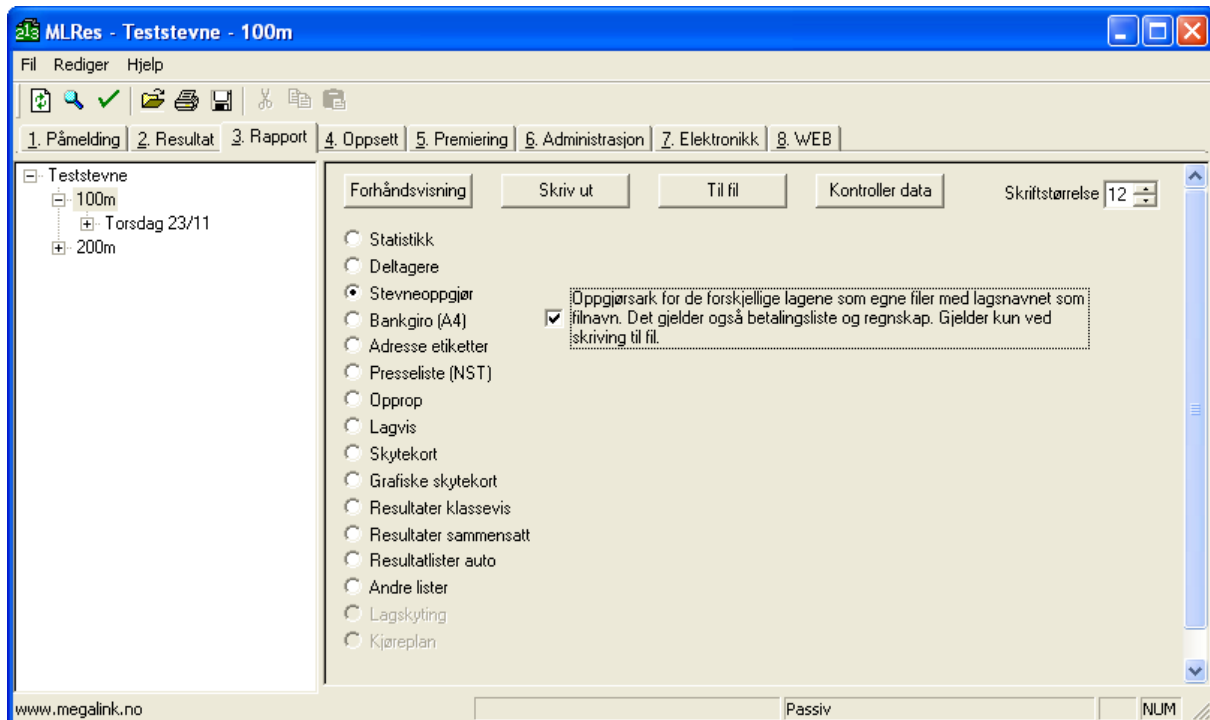 MLRes - Teststevne - 100m
Fil Rediger Hjelp
1. Påmelding 2. Resultat 3. Rapport 4. Oppsett 5. Premiering 6. Administrasjon 7. Elektronikk 8. WEB
Teststevne
100m
Torsdag 23/11
200m
Forhåndsvisning Skriv ut Til fil Kontroller data Skriftstørrelse 12
Statistikk
Deltagere
Stevneoppgjør
Bankgiro (A4)
Adresse etiketter
Presseliste (NST)
Opprop
Lagvis
Skytekort
Grafiske skytekort
Resultater klassevis
Resultater sammensatt
Resultatlister auto
Andre lister
Lagskyting
Kjøreplan
Oppgjørsark for de forskjellige lagene som egne filer med lagsnavnet som
filnavn. Det gjelder også betalingsliste og regnskap. Gjelder kun ved
skriving til fil.
www.megalink.no Passiv NUM